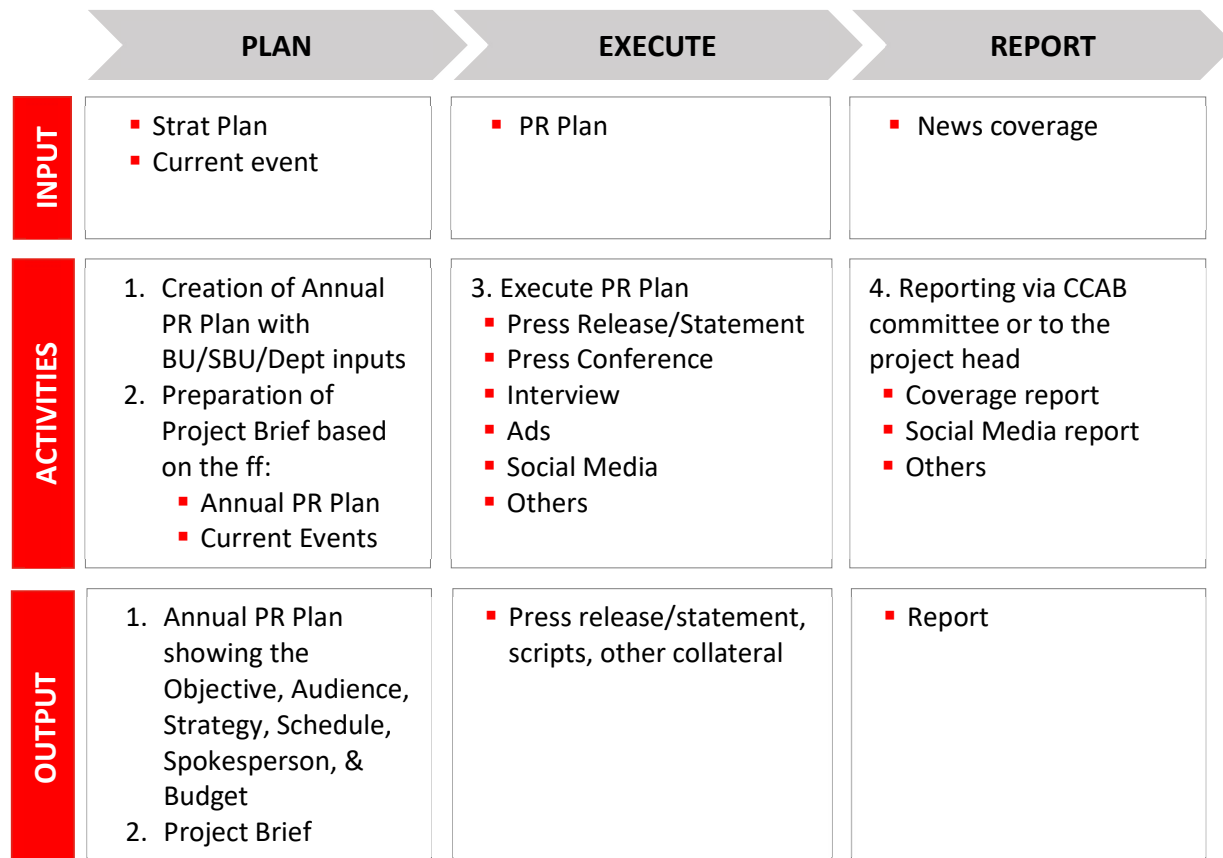 PLAN
EXECUTE
REPORT
INPUT
▪ Strat Plan
▪ Current event
▪ PR Plan
▪ News coverage
ACTIVITIES
1. Creation of Annual
PR Plan with
BU/SBU/Dept inputs
2. Preparation of
Project Brief based
on the ff:
▪ Annual PR Plan
▪ Current Events
3. Execute PR Plan
▪ Press Release/Statement
▪ Press Conference
▪ Interview
▪ Ads
▪ Social Media
▪ Others
4. Reporting via CCAB
committee or to the
project head
▪ Coverage report
▪ Social Media report
▪ Others
OUTPUT
1. Annual PR Plan
showing the
Objective, Audience,
Strategy, Schedule,
Spokesperson, &
Budget
2. Project Brief
▪ Press release/statement,
scripts, other collateral
▪ Report